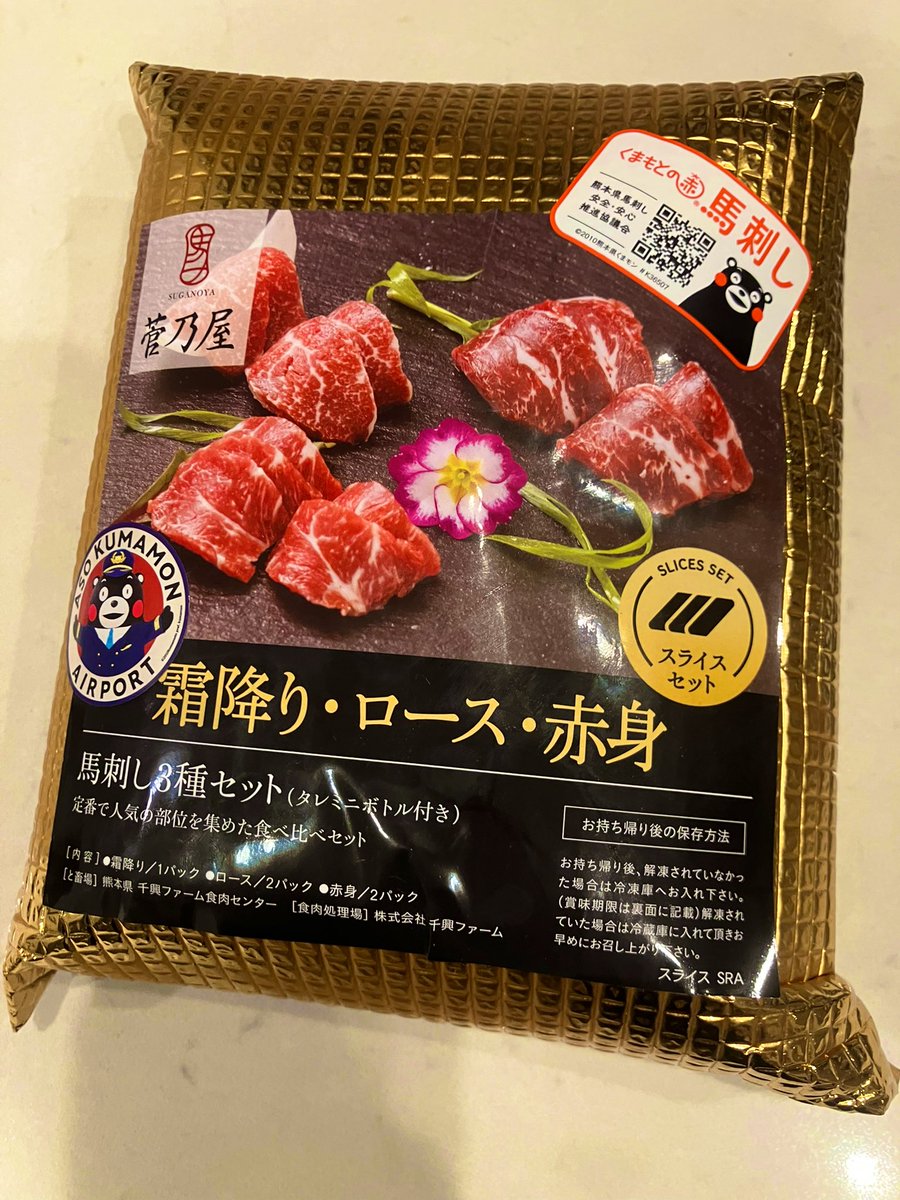 くまもとの赤®馬刺し
熊本県馬刺し
安全・安心
推進協議会
©2010熊本県くまモン #K36507
SUGANOYA
菅乃屋
SLICES SET
スライス
セット
ASO KUMAMON
AIRPORT
霜降り・ロース・赤身
馬刺し3種セット(タレミニボトル付き)
定番で人気の部位を集めた食べ比べセット
[内容]●霜降り/1パック ●ロース/2パック ●赤身/2パック
[と畜場]熊本県 千興ファーム食肉センター [食肉処理場]株式会社千興ファーム
お持ち帰り後の保存方法
お持ち帰り後、解凍されていなかっ
た場合は冷凍庫へお入れ下さい。
(賞味期限は裏面に記載)解凍され
ていた場合は冷蔵庫に入れて頂きお
早めにお召し上がり下さい。
スライス SRA